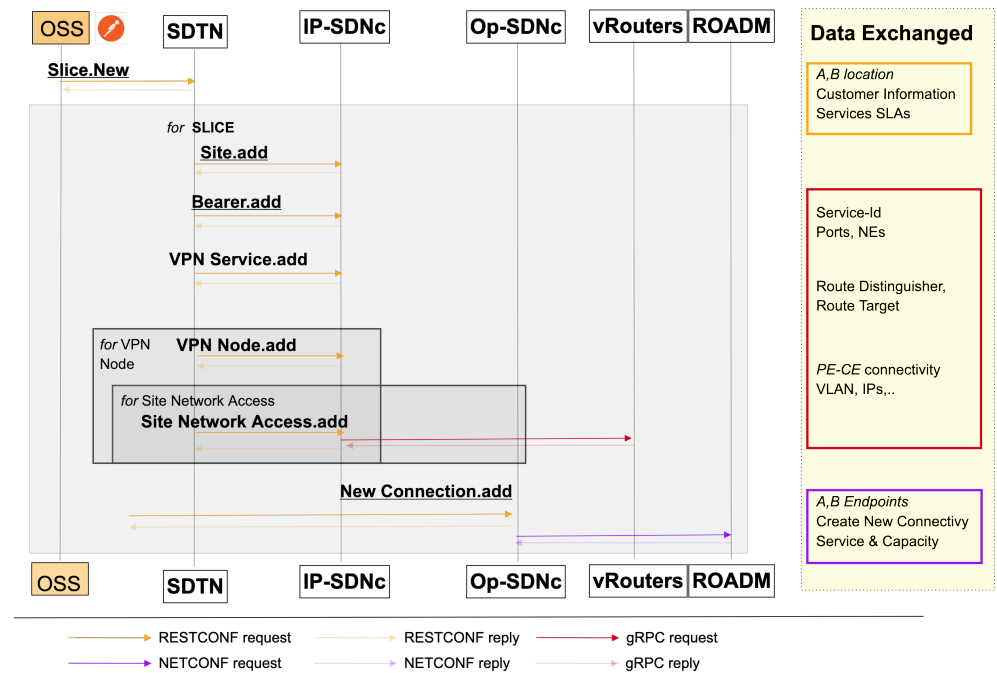 OSS
SDTN
IP-SDNc
Op-SDNc
vRouters
ROADM
Data Exchanged
Slice.New
A,B location
Customer Information
Services SLAs
for SLICE
Site.add
Bearer.add
Service-Id
Ports, NEs
VPN Service.add
Route Distinguisher,
Route Target
for VPN
Node
VPN Node.add
PE-CE connectivity
VLAN, IPs,..
for Site Network Access
Site Network Access.add
New Connection.add
A,B Endpoints
Create New Connectivy
Service & Capacity
OSS
SDTN
IP-SDNc
Op-SDNc
vRouters
ROADM
RESTCONF request
RESTCONF reply
gRPC request
NETCONF request
NETCONF reply
gRPC reply